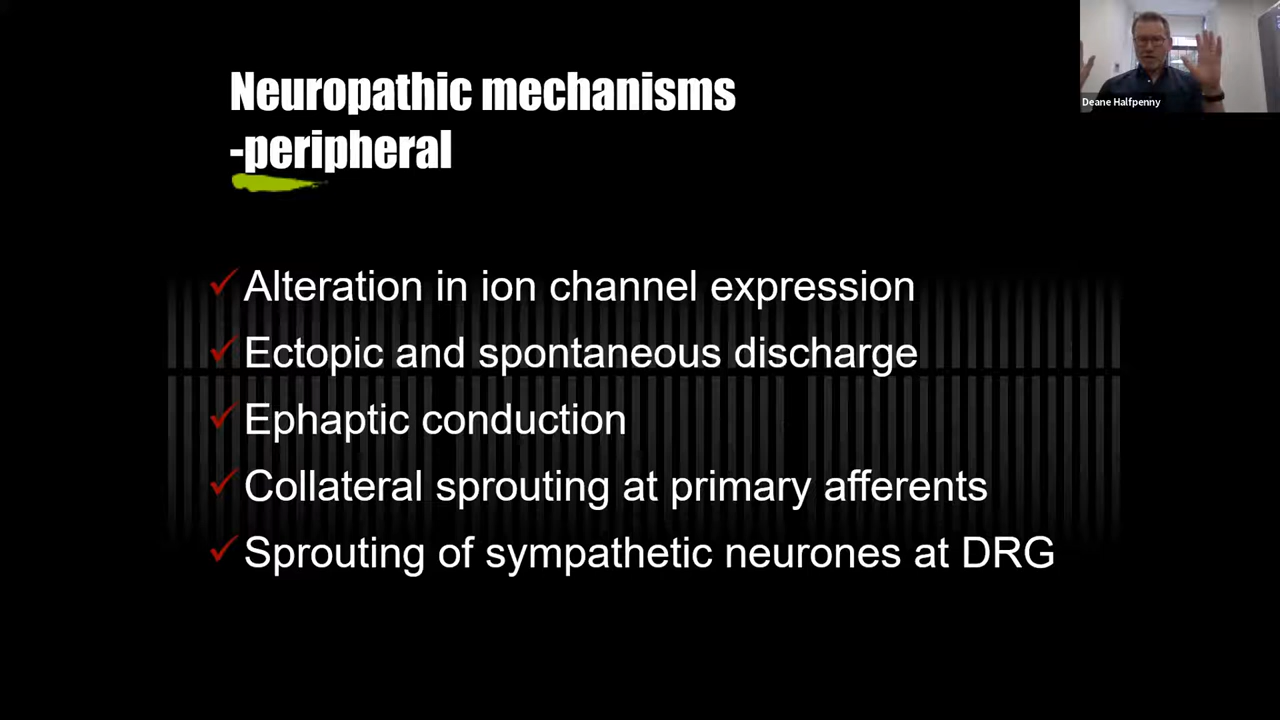 Neuropathic mechanisms
-peripheral
Deane Halfpenny
Alteration in ion channel expression
Ectopic and spontaneous discharge
Ephaptic conduction
Collateral sprouting at primary afferents
Sprouting of sympathetic neurones at DRG